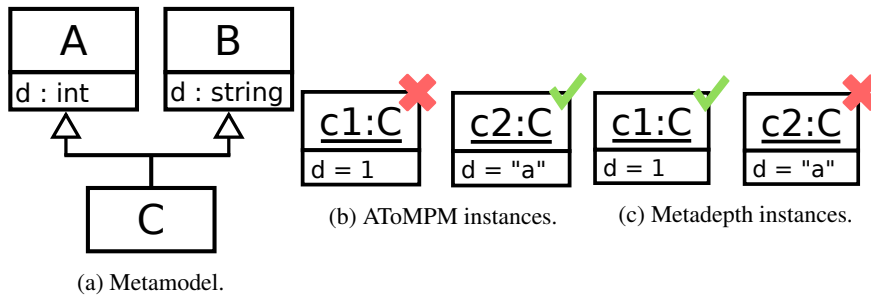 A
B
d : int
d : string
C
(a) Metamodel.
c1:C
d = 1
c2:C
d = "a"
(b) AToMPM instances.
c1:C
d = 1
c2:C
d = "a"
(c) Metadepth instances.